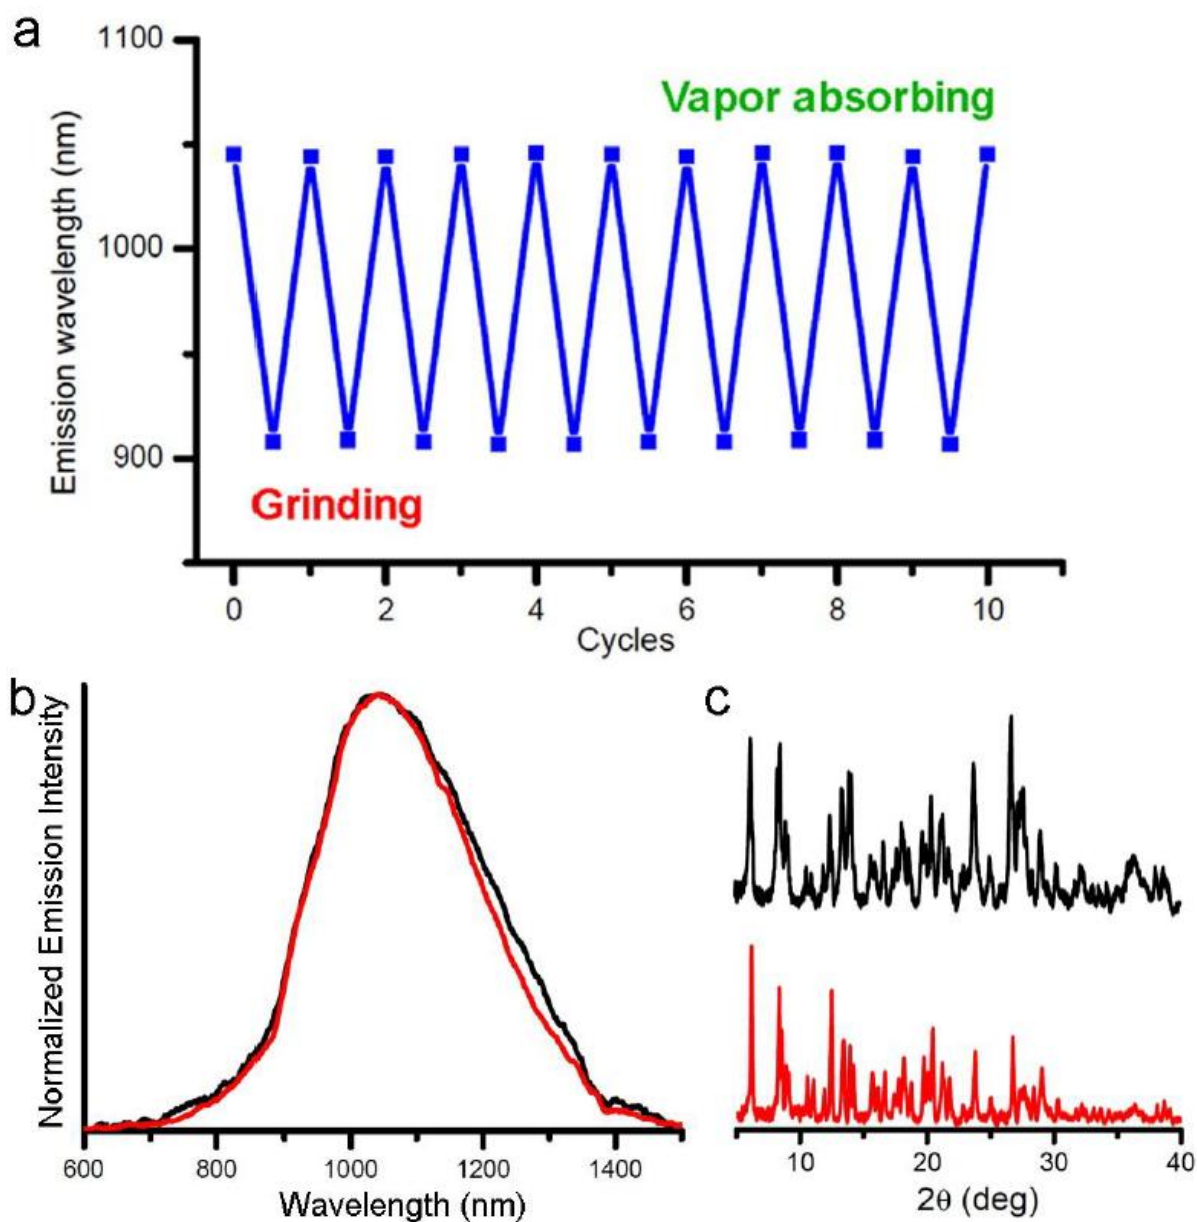 a
1100
Vapor absorbing
Emission wavelength (nm)
1000
900
Grinding
0 2 4 6 8 10
Cycles
b
Normalized Emission Intensity
600 800 1000 1200 1400
Wavelength (nm)
c
10 20 30 40
2θ (deg)